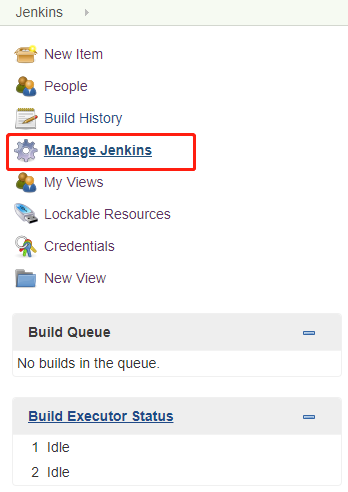 Jenkins
New Item
People
Build History
Manage Jenkins
My Views
Lockable Resources
Credentials
New View
Build Queue
No builds in the queue.
Build Executor Status
1 Idle
2 Idle